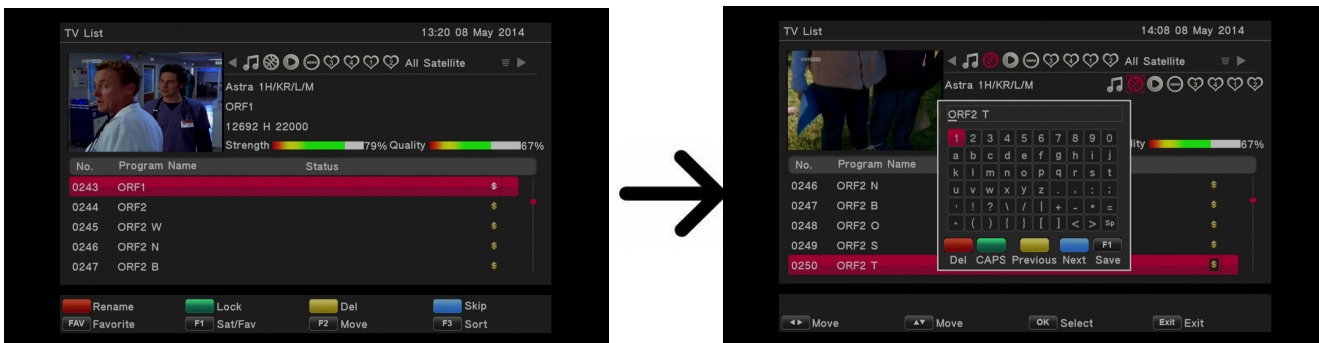 TV List 13:20 08 May 2014
All Satellite
Astra 1H/KR/L/M
ORF1
12692 H 22000
Strength 79% Quality 67%
No. Program Name Status
0243 ORF1 $
0244 ORF2 $
0245 ORF2 W $
0246 ORF2 N $
0247 ORF2 B $
Rename Lock Del Skip
FAV Favorite F1 Sat/Fav F2 Move F3 Sort
TV List 14:08 08 May 2014
All Satellite
Astra 1H/KR/L/M
ORF2 T
1 2 3 4 5 6 7 8 9 0
lity 67%
a b c d e f g h i j
k l m n o p q r s t
u v w x y z . , : ;
' ! ? \ / | + - * =
^ ( ) { } [ ] < > Sp
Del CAPS Previous Next F1 Save
No. Program Name
0246 ORF2 N $
0247 ORF2 B $
0248 ORF2 O $
0249 ORF2 S $
0250 ORF2 T $
Move Move OK Select Exit Exit